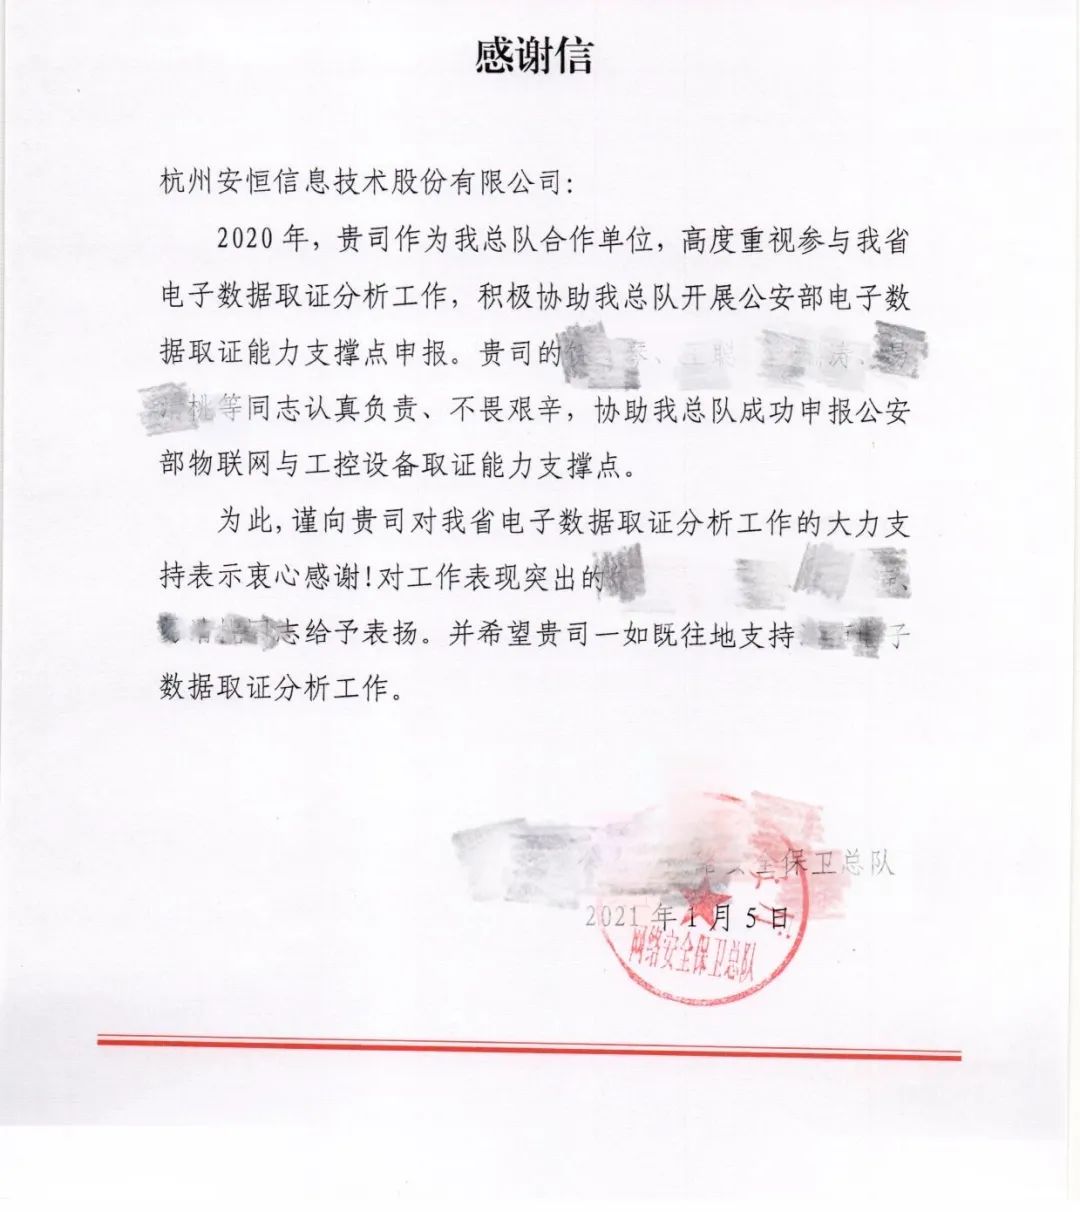 感谢信
杭州安恒信息技术股份有限公司：
2020 年，贵司作为我总队合作单位，高度重视参与我省
电子数据取证分析工作，积极协助我总队开展公安部电子数
据取证能力支撑点申报。贵司的
桃等同志认真负责、不畏艰辛，协助我总队成功申报公安
部物联网与工控设备取证能力支撑点。
为此，谨向贵司对我省电子数据取证分析工作的大力支
持表示衷心感谢！对工作表现突出的
志给予表扬。并希望贵司一如既往地支持 子
数据取证分析工作。
全保卫总队
2021 年 1 月 5 日
网络安全保卫总队